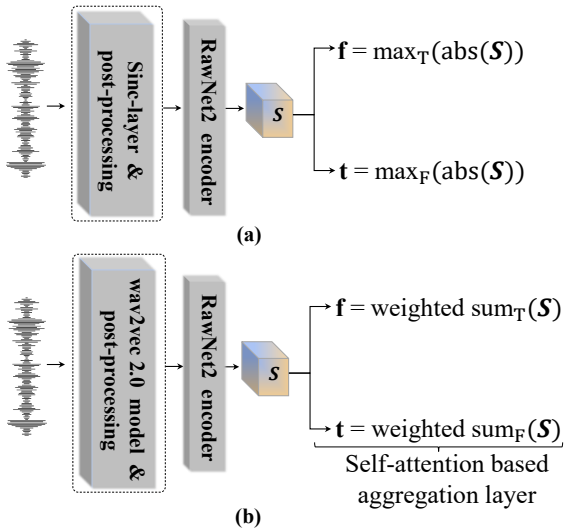 Sinc-layer &
post-processing
RawNet2
encoder
S
f = max_T(abs(S))
t = max_F(abs(S))
(a)
wav2vec 2.0 model &
post-processing
RawNet2
encoder
S
f = weighted sum_T(S)
t = weighted sum_F(S)
Self-attention based
aggregation layer
(b)